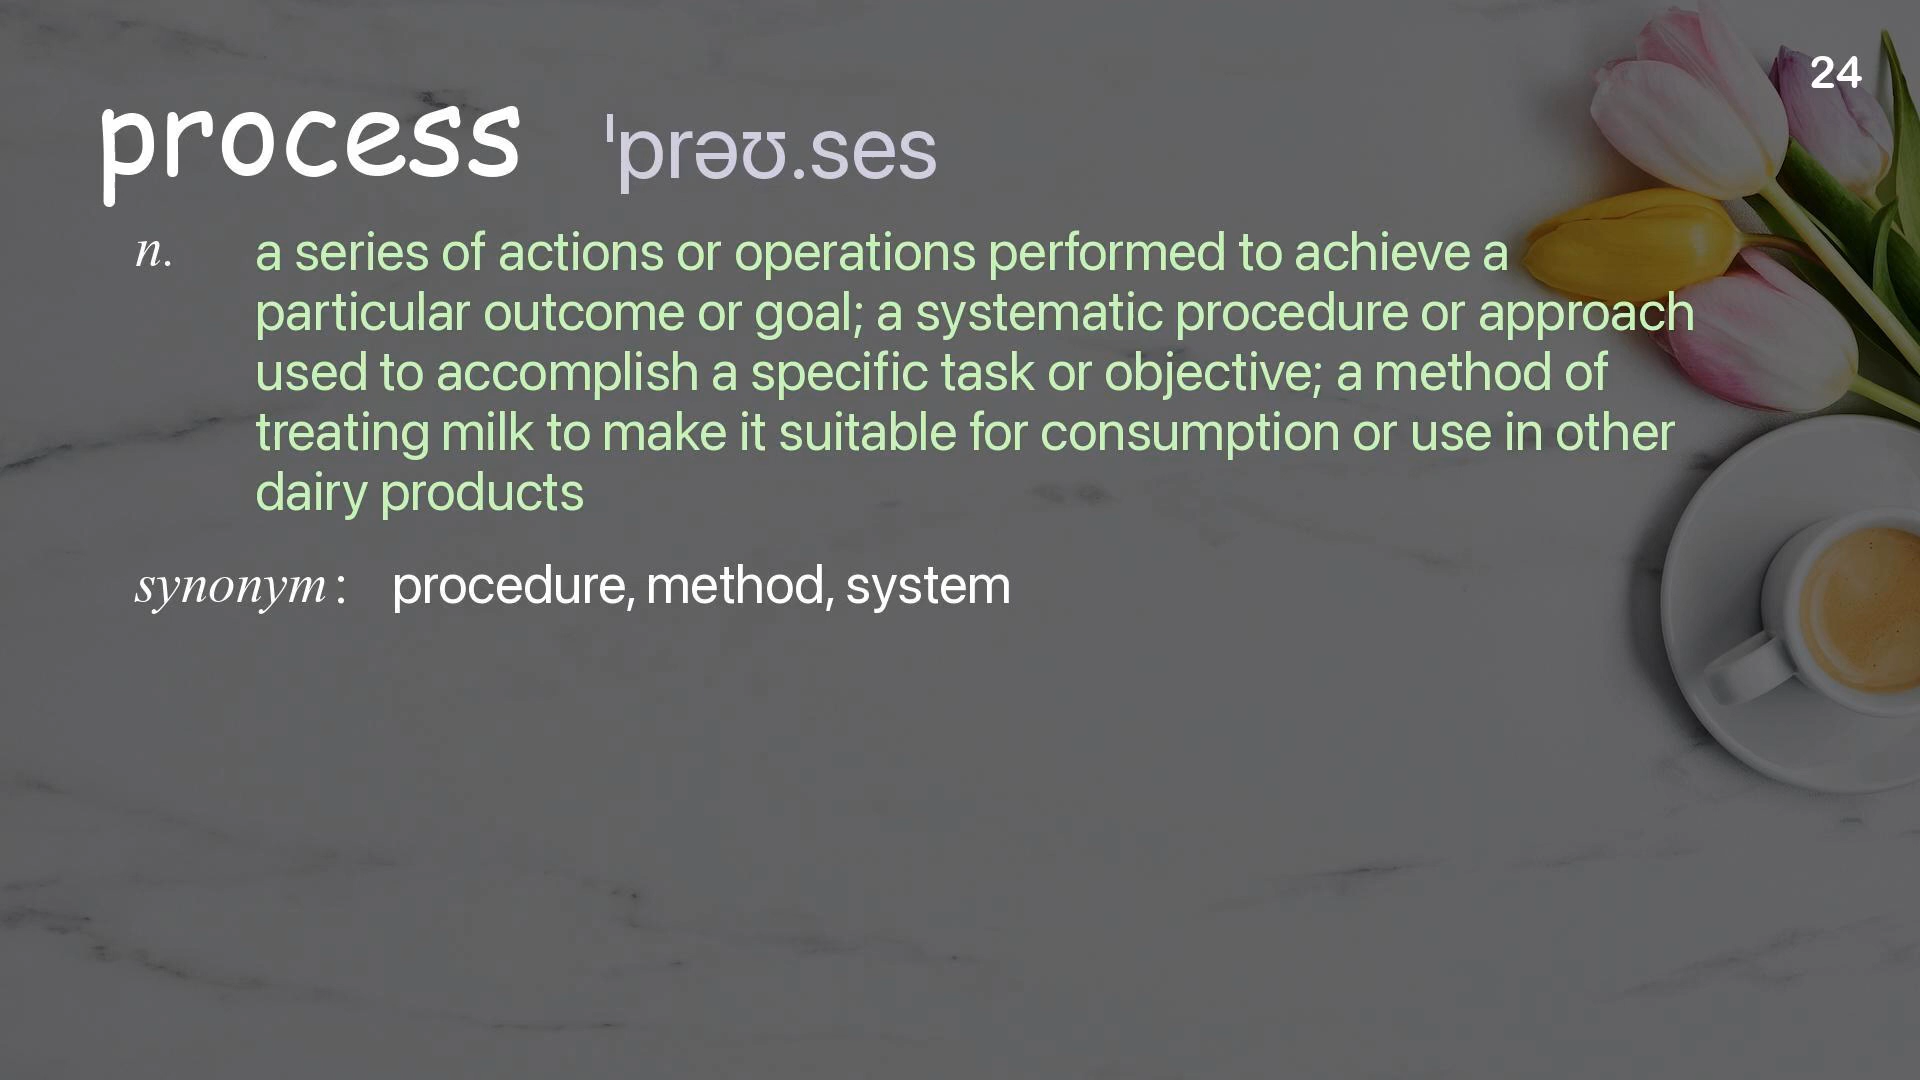 24
process ˈprəʊ.ses
n. a series of actions or operations performed to achieve a
particular outcome or goal; a systematic procedure or approach
used to accomplish a specific task or objective; a method of
treating milk to make it suitable for consumption or use in other
dairy products
synonym: procedure, method, system